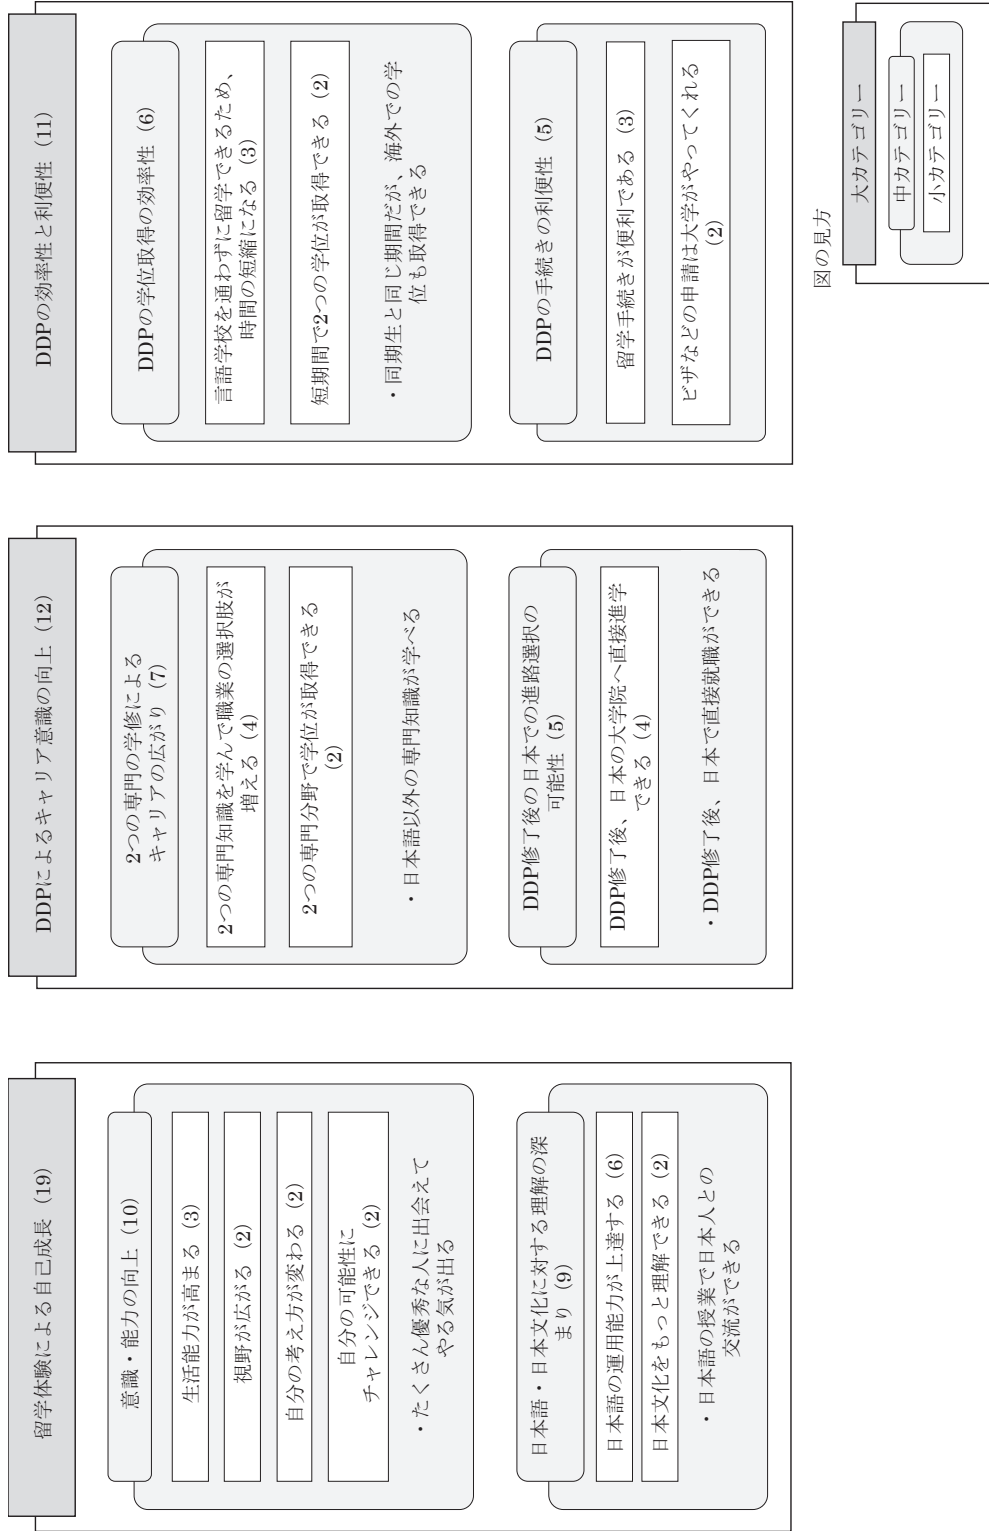 留学体験による自己成長（19）
意識・能力の向上（10）
生活能力が高まる（3）
視野が広がる（2）
自分の考え方が変わる（2）
自分の可能性に
チャレンジできる（2）
・たくさん優秀な人に出会えて
やる気が出る
日本語・日本文化に対する理解の深
まり（9）
日本語の運用能力が上達する（6）
日本文化をもっと理解できる（2）
・日本語の授業で日本人との
交流ができる
DDPによるキャリア意識の向上（12）
2つの専門の学修による
キャリアの広がり（7）
2つの専門知識を学んで職業の選択肢が
増える（4）
2つの専門分野で学位が取得できる
（2）
・日本語以外の専門知識が学べる
DDP修了後の日本での進路選択の
可能性（5）
DDP修了後、日本の大学院へ直接進学
できる（4）
・DDP修了後、日本で直接就職ができる
DDPの効率性と利便性（11）
DDPの学位取得の効率性（6）
言語学校を通わずに留学できるため、
時間の短縮になる（3）
短期間で2つの学位が取得できる（2）
・同期生と同じ期間だが、海外での学
位も取得できる
DDPの手続きの利便性（5）
留学手続きが便利である（3）
ビザなどの申請は大学がやってくれる
（2）
図の見方
大カテゴリー
中カテゴリー
小カテゴリー